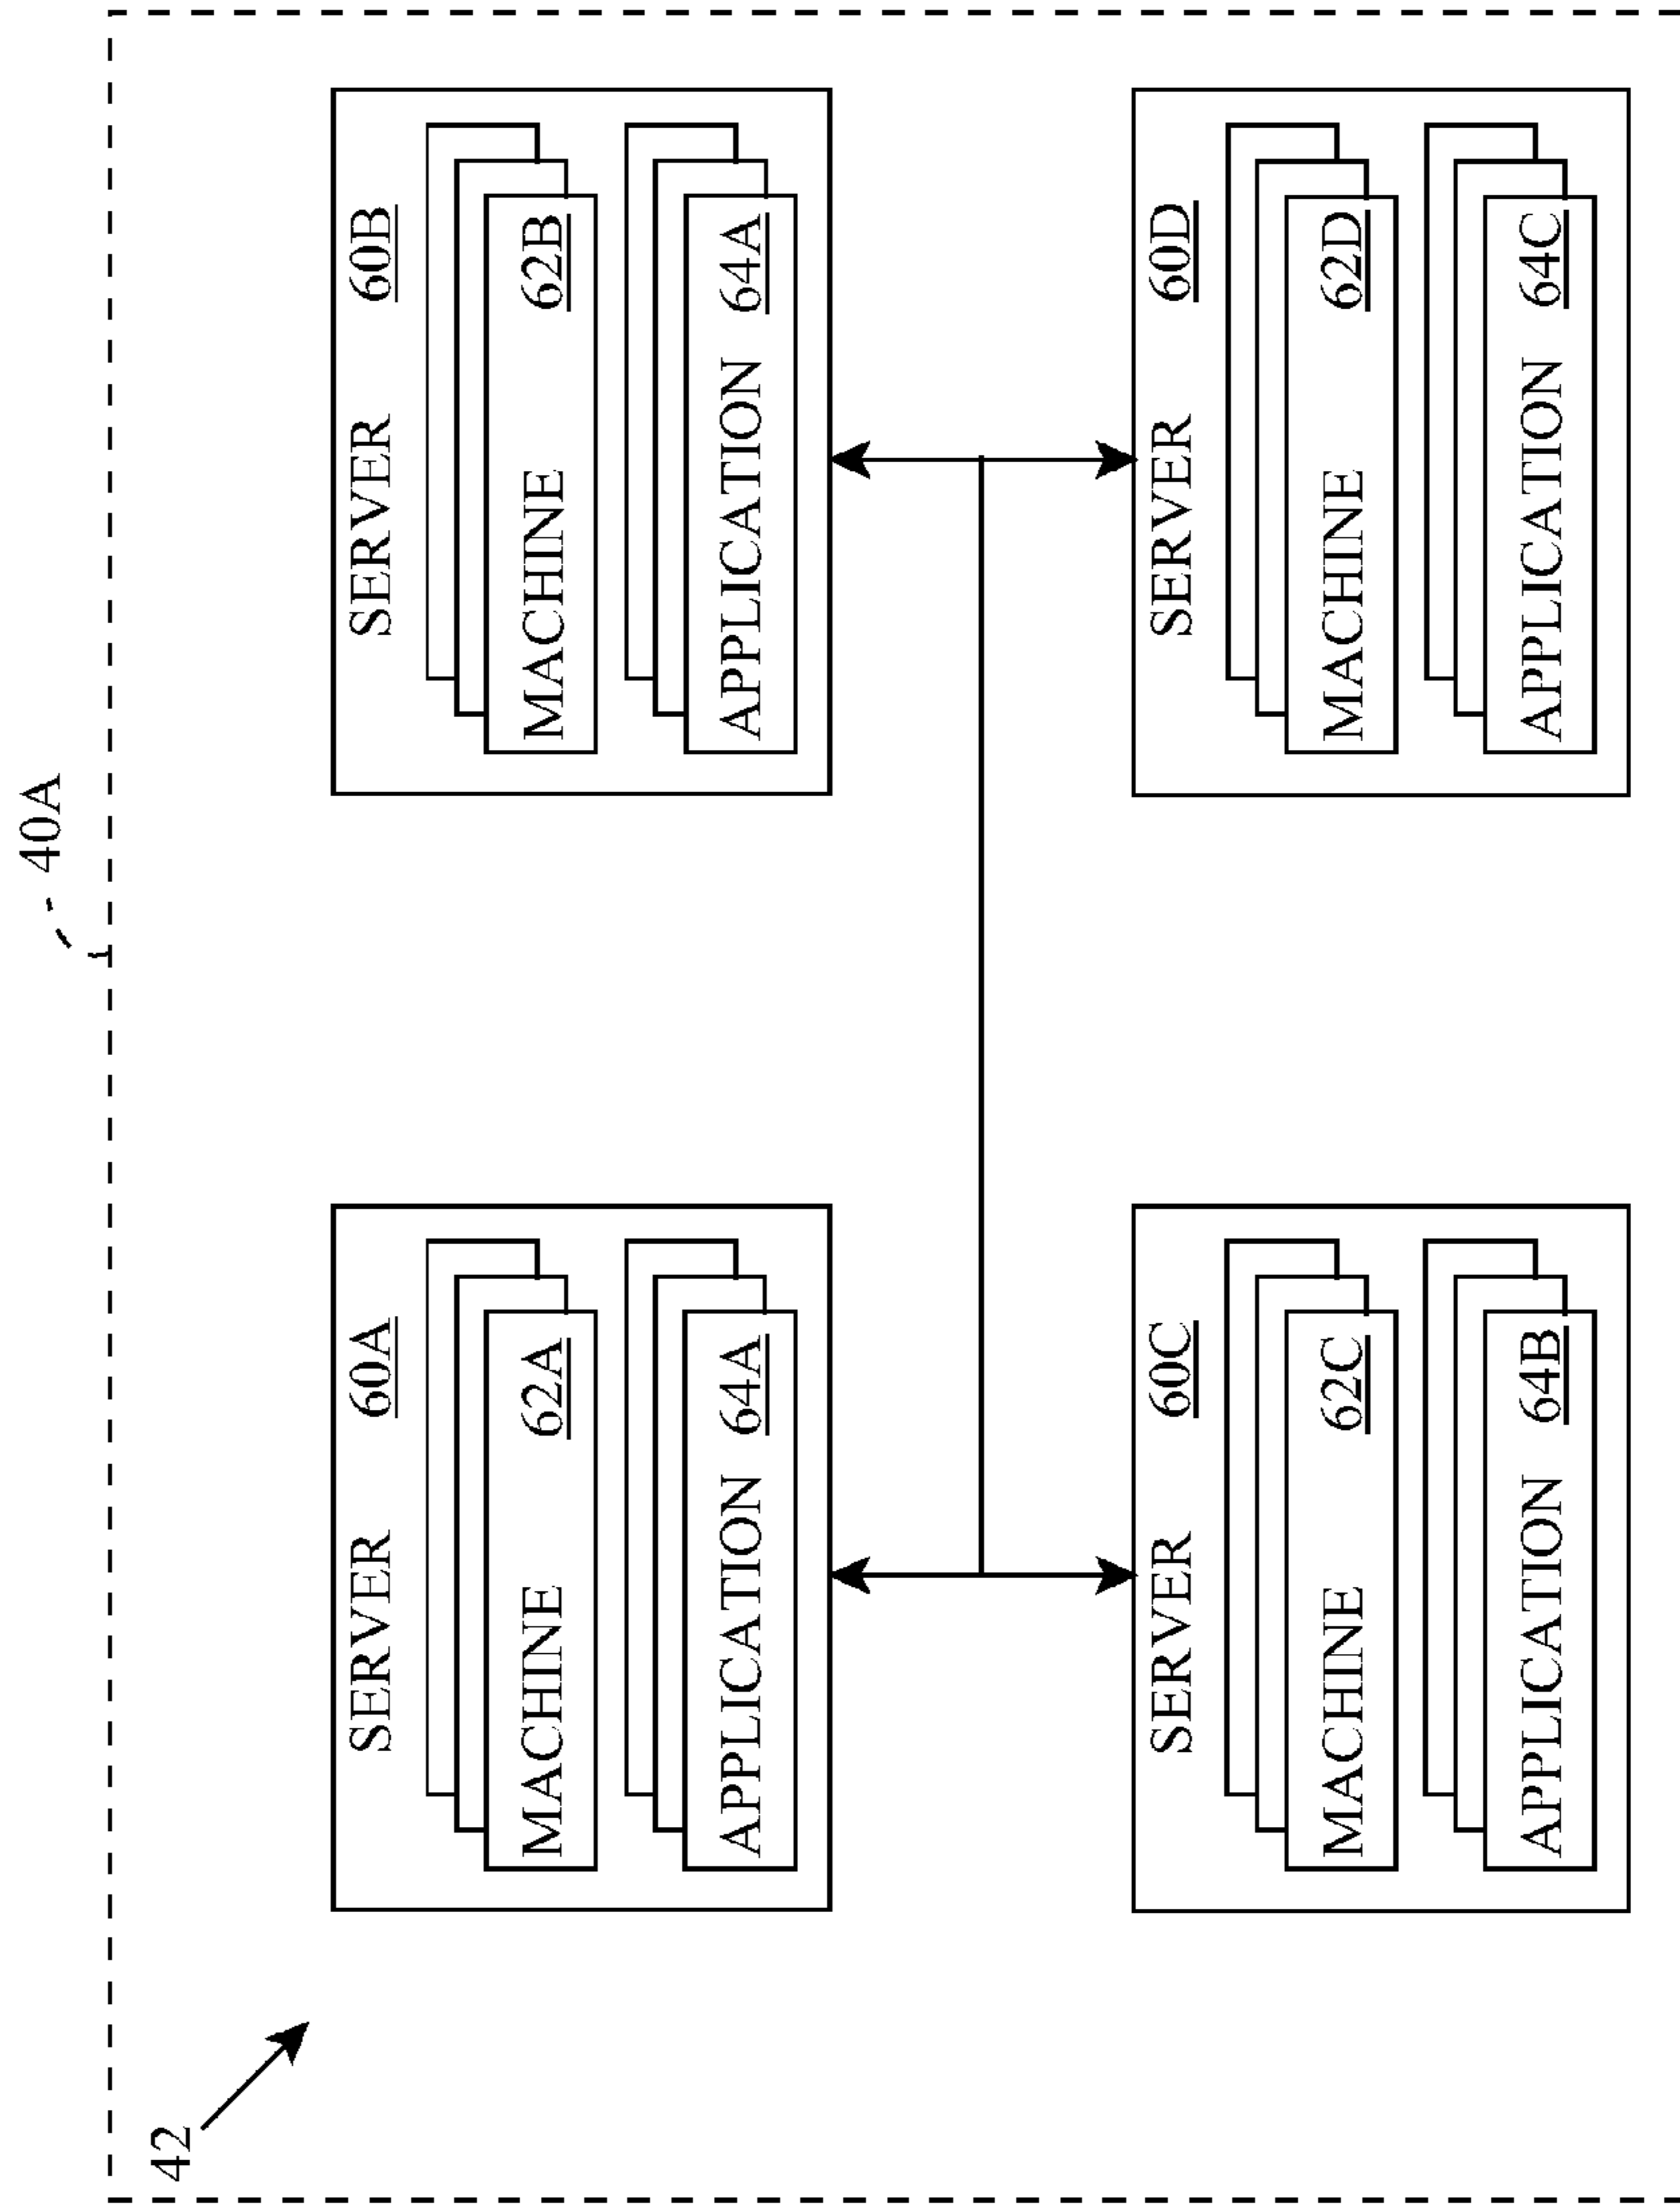 40A
42
SERVER 60A
MACHINE 62A
APPLICATION 64A
SERVER 60B
MACHINE 62B
APPLICATION 64A
SERVER 60C
MACHINE 62C
APPLICATION 64B
SERVER 60D
MACHINE 62D
APPLICATION 64C